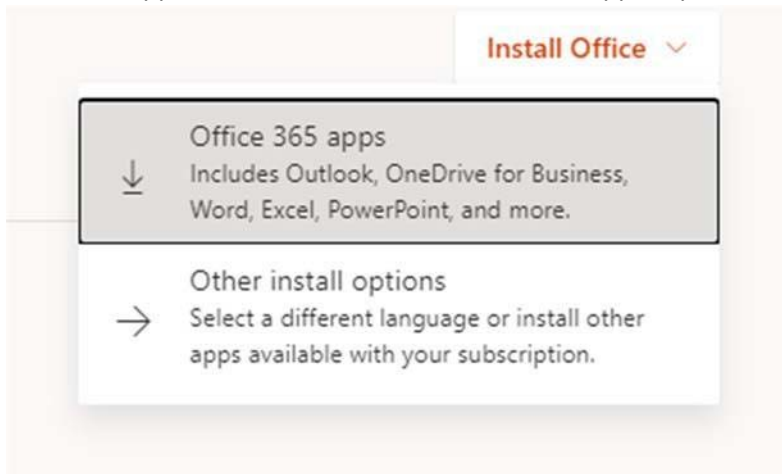 Install Office
Office 365 apps
Includes Outlook, OneDrive for Business,
Word, Excel, PowerPoint, and more.
Other install options
Select a different language or install other
apps available with your subscription.